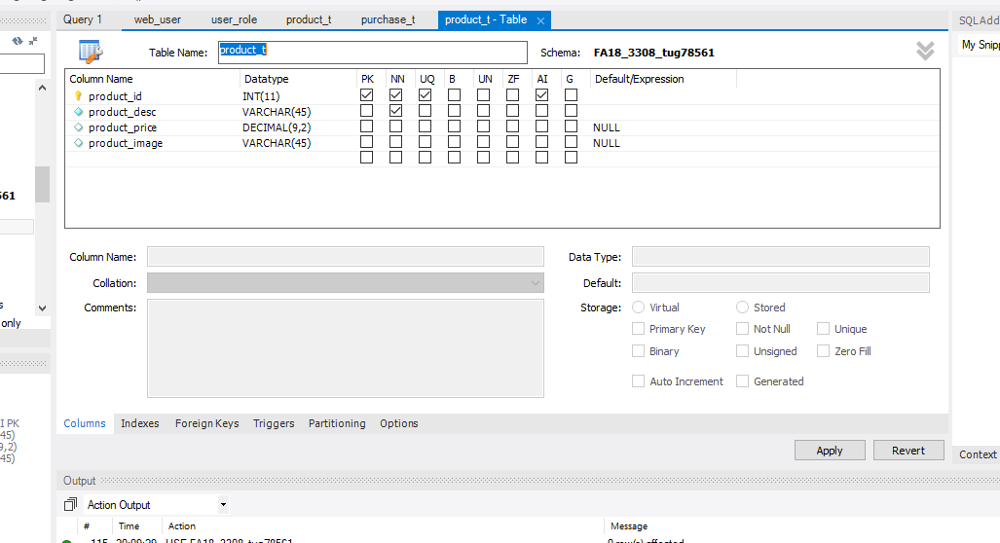 Query 1 web_user user_role product_t purchase_t product_t - Table SQL Add
Table Name: product_t Schema: FA18_3308_tug78561 My Snipp
Column Name Datatype PK NN UQ B UN ZF AI G Default/Expression
product_id INT(11)
product_desc VARCHAR(45)
product_price DECIMAL(9,2) NULL
product_image VARCHAR(45) NULL
561
Column Name: Data Type:
Collation: Default:
Comments: Storage: Virtual Stored
s
only Primary Key Not Null Unique
Binary Unsigned Zero Fill
Auto Increment Generated
I PK Columns Indexes Foreign Keys Triggers Partitioning Options
45)
9,2) Apply Revert Context
45)
Output
Action Output
# Time Action Message
115 20:09:29 USE FA18_3308_tug78561 0 row(s) affected